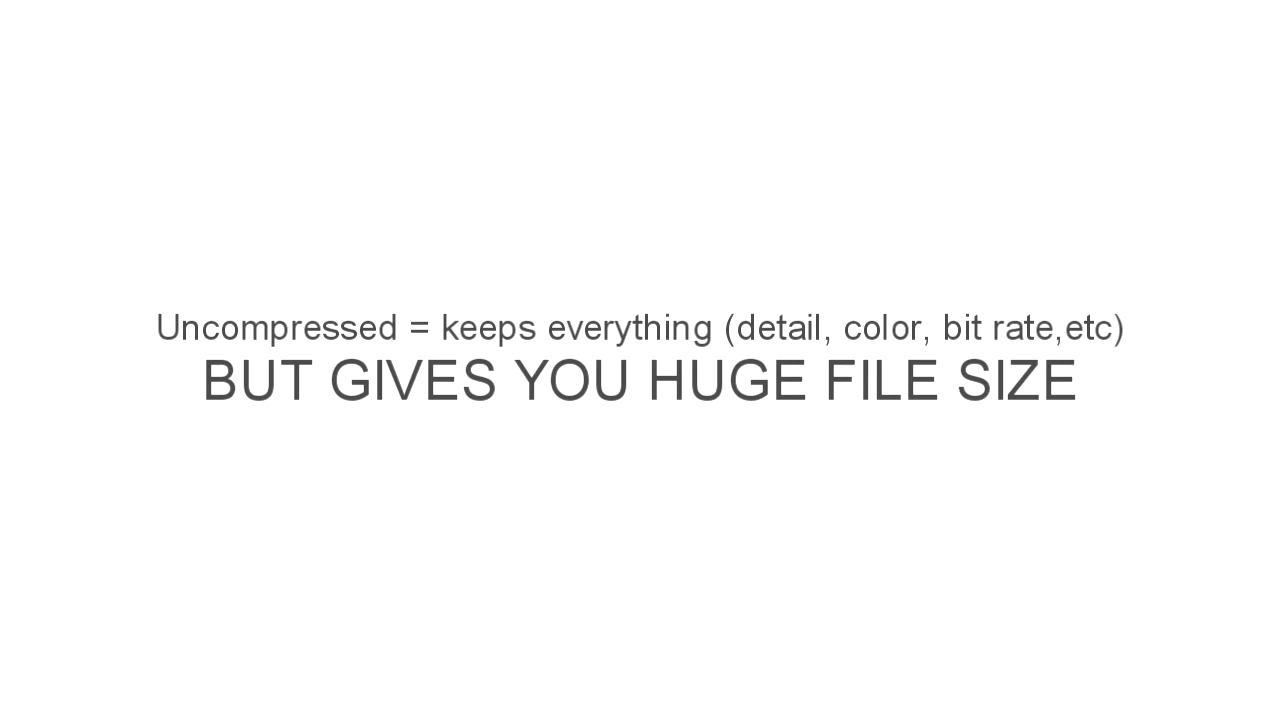 Uncompressed = keeps everything (detail, color, bit rate,etc)
BUT GIVES YOU HUGE FILE SIZE